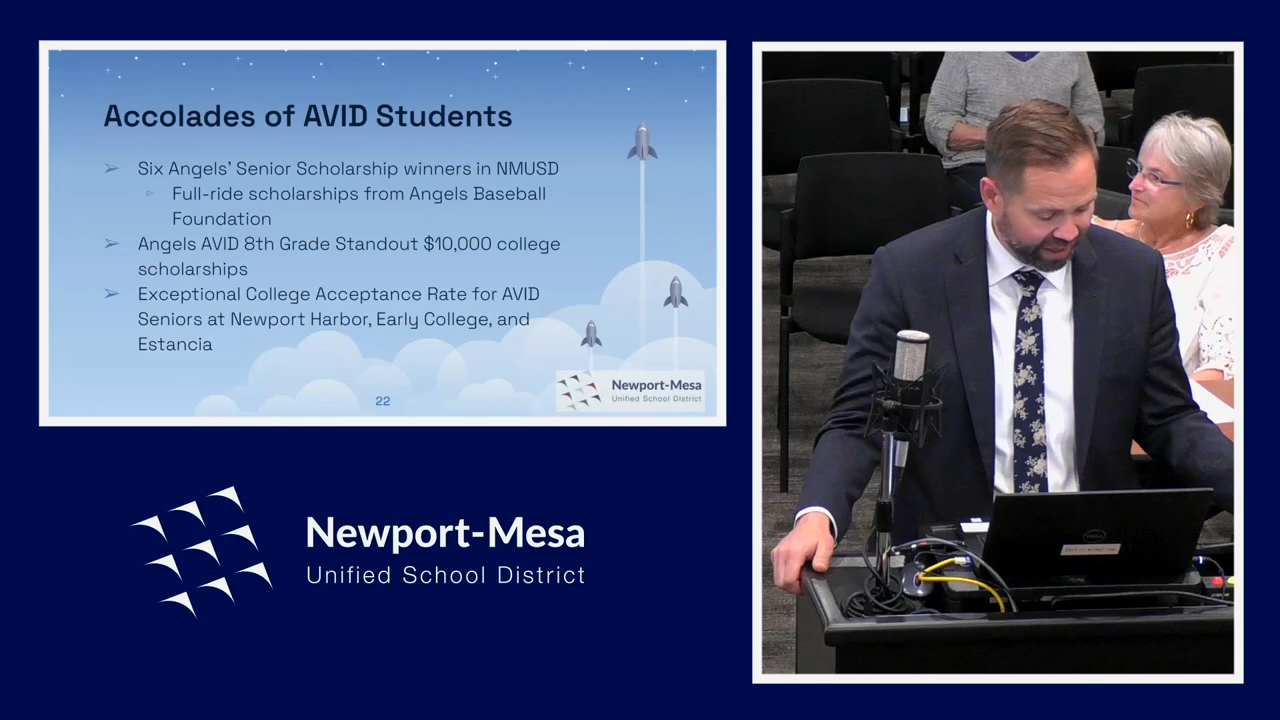 Accolades of AVID Students
➢ Six Angels’ Senior Scholarship winners in NMUSD
▹ Full-ride scholarships from Angels Baseball
Foundation
➢ Angels AVID 8th Grade Standout $10,000 college
scholarships
➢ Exceptional College Acceptance Rate for AVID
Seniors at Newport Harbor, Early College, and
Estancia
22
Newport-Mesa
Unified School District
Newport-Mesa
Unified School District
DELL